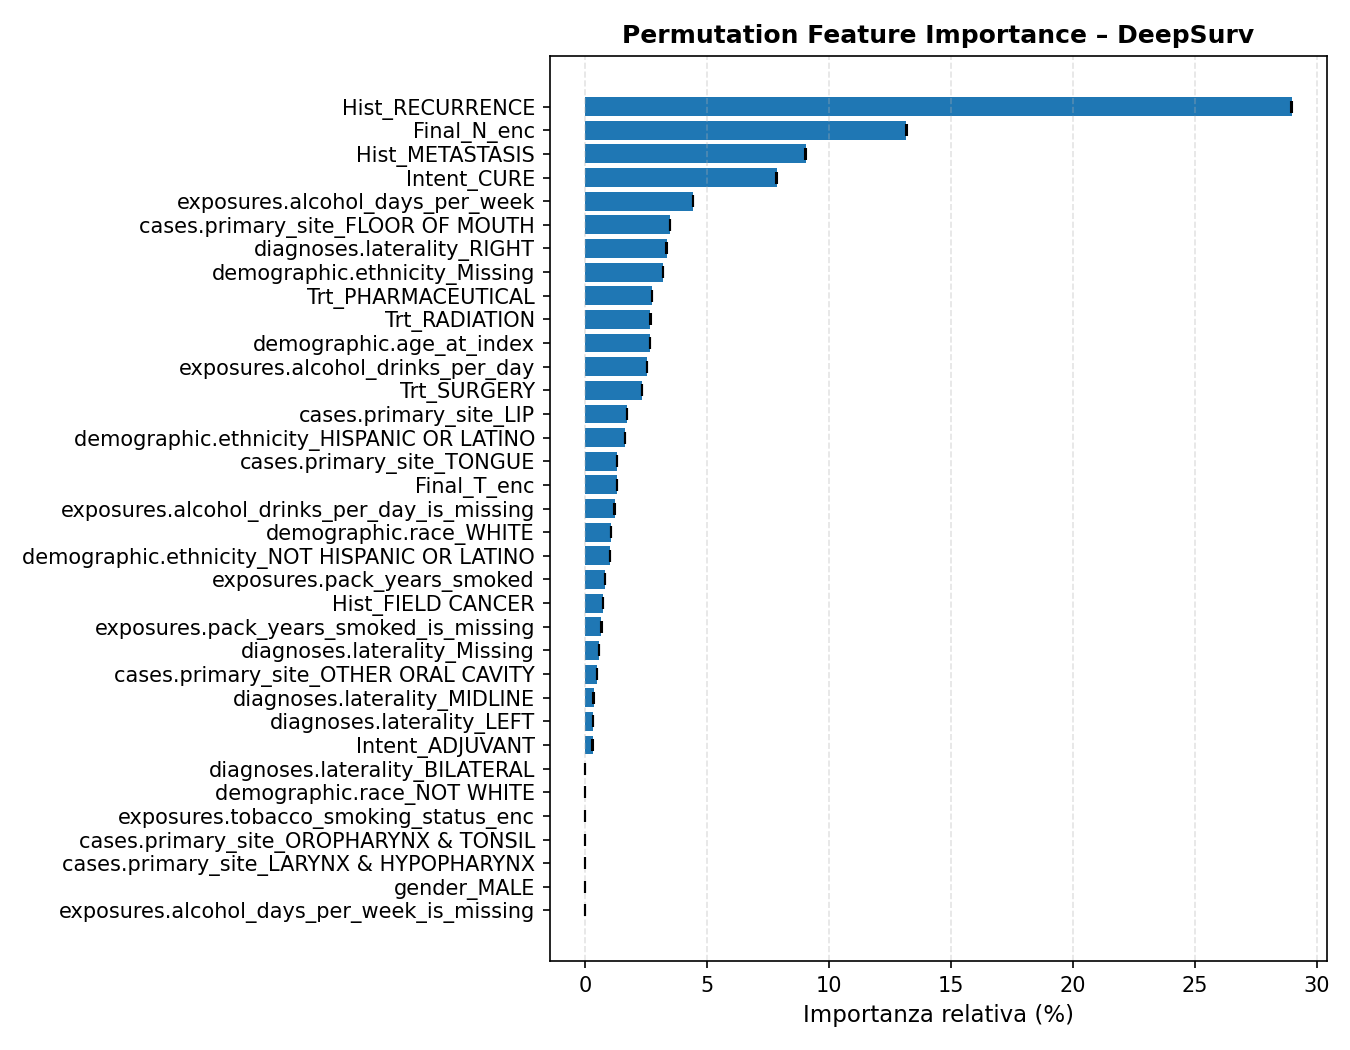 Permutation Feature Importance – DeepSurv
Hist_RECURRENCE
Final_N_enc
Hist_METASTASIS
Intent_CURE
exposures.alcohol_days_per_week
cases.primary_site_FLOOR OF MOUTH
diagnoses.laterality_RIGHT
demographic.ethnicity_Missing
Trt_PHARMACEUTICAL
Trt_RADIATION
demographic.age_at_index
exposures.alcohol_drinks_per_day
Trt_SURGERY
cases.primary_site_LIP
demographic.ethnicity_HISPANIC OR LATINO
cases.primary_site_TONGUE
Final_T_enc
exposures.alcohol_drinks_per_day_is_missing
demographic.race_WHITE
demographic.ethnicity_NOT HISPANIC OR LATINO
exposures.pack_years_smoked
Hist_FIELD CANCER
exposures.pack_years_smoked_is_missing
diagnoses.laterality_Missing
cases.primary_site_OTHER ORAL CAVITY
diagnoses.laterality_MIDLINE
diagnoses.laterality_LEFT
Intent_ADJUVANT
diagnoses.laterality_BILATERAL
demographic.race_NOT WHITE
exposures.tobacco_smoking_status_enc
cases.primary_site_OROPHARYNX & TONSIL
cases.primary_site_LARYNX & HYPOPHARYNX
gender_MALE
exposures.alcohol_days_per_week_is_missing
0 5 10 15 20 25 30
Importanza relativa (%)